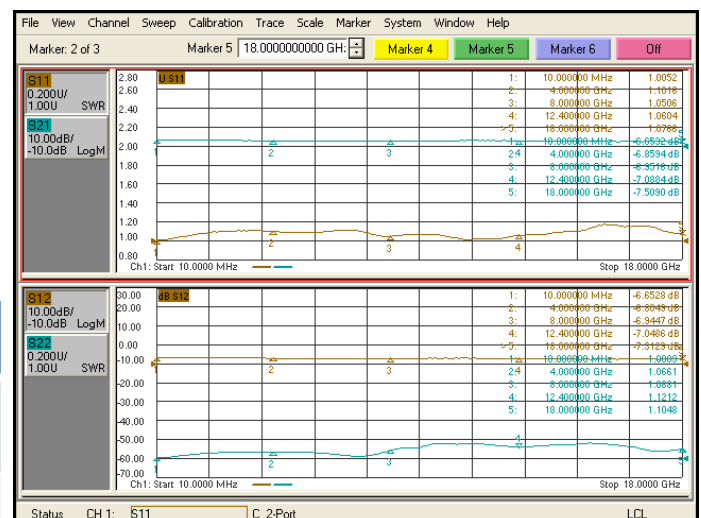 File View Channel Sweep Calibration Trace Scale Marker System Window Help
Marker: 2 of 3 Marker 5 18.0000000000 GH: Marker 4 Marker 5 Marker 6 Off
S11
0.200U/
1.00U SWR
S21
10.00dB/
-10.0dB LogM
2.80
2.60
2.40
2.20
2.00
1.80
1.60
1.40
1.20
1.00
0.80
U S11
1: 10.000000 MHz 1.0052
2: 4.000000 GHz 1.1016
3: 8.000000 GHz 1.0506
4: 12.400000 GHz 1.0604
>5: 18.000000 GHz
1: 10.000000 MHz -6.6532 dB
2: 4.000000 GHz -6.8594 dB
3: 8.000000 GHz
4: 12.400000 GHz -7.0884 dB
5: 18.000000 GHz -7.5090 dB
1 2 3 4
2 3 4
Ch1: Start 10.0000 MHz Stop 18.0000 GHz
S12
10.00dB/
-10.0dB LogM
S22
0.200U/
1.00U SWR
30.00
20.00
10.00
0.00
-10.00
-20.00
-30.00
-40.00
-50.00
-60.00
-70.00
dB S12
1: 10.000000 MHz -6.6528 dB
2: 4.000000 GHz
3: 8.000000 GHz -6.9447 dB
4: 12.400000 GHz -7.0486 dB
>5: 18.000000 GHz
1: 10.000000 MHz
2: 4.000000 GHz 1.0661
3: 8.000000 GHz 1.0881
4: 12.400000 GHz 1.1212
5: 18.000000 GHz 1.1048
2 3 4
4
2 3
Ch1: Start 10.0000 MHz Stop 18.0000 GHz
Status CH 1: S11 C 2-Port LCL